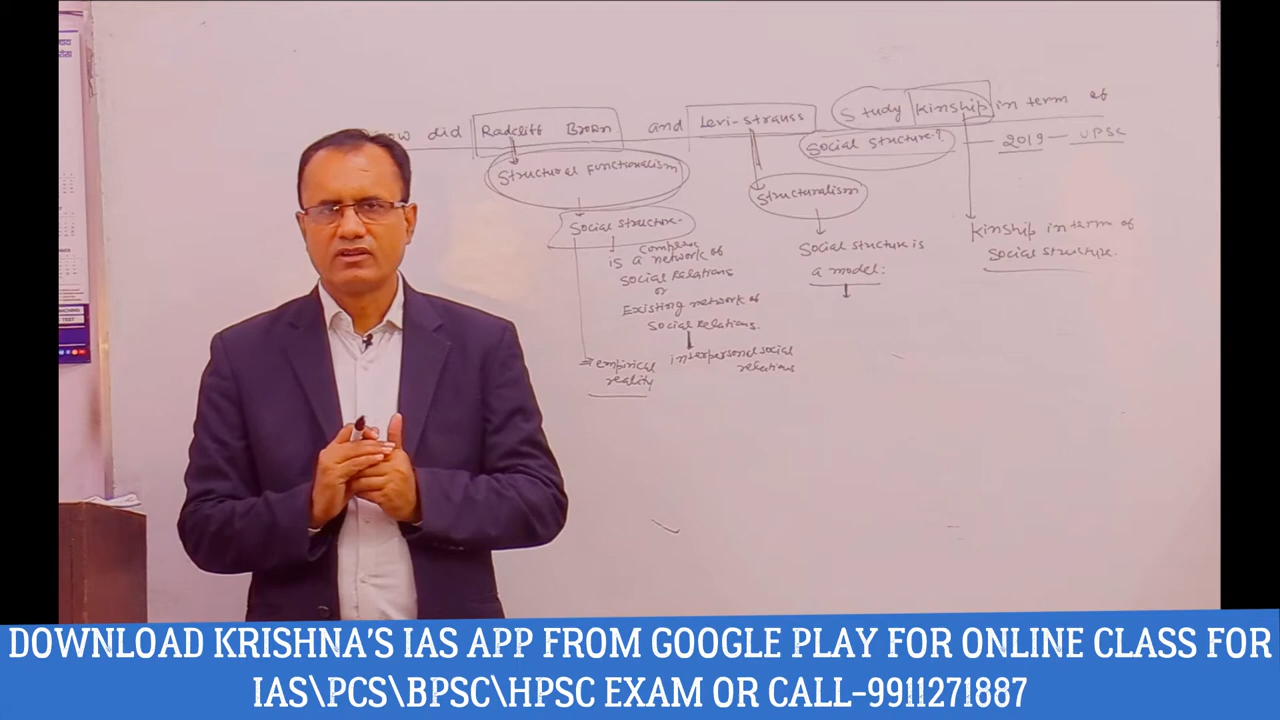 How did Radcliff Brown and Levi-Strauss Study Kinship in term of
Social Structure? — 2019 - UPSC
Structural Functionalism
Structuralism
Social structure-
Complex
is a network of
Social Relations
or
Existing network of
Social relations.
interpersonal social
relations
⇒ empirical
reality
Social structure is
a model:
Kinship in term of
Social Structure.
TEST
DOWNLOAD KRISHNA'S IAS APP FROM GOOGLE PLAY FOR ONLINE CLASS FOR
IAS\PCS\BPSC\HPSC EXAM OR CALL-9911271887